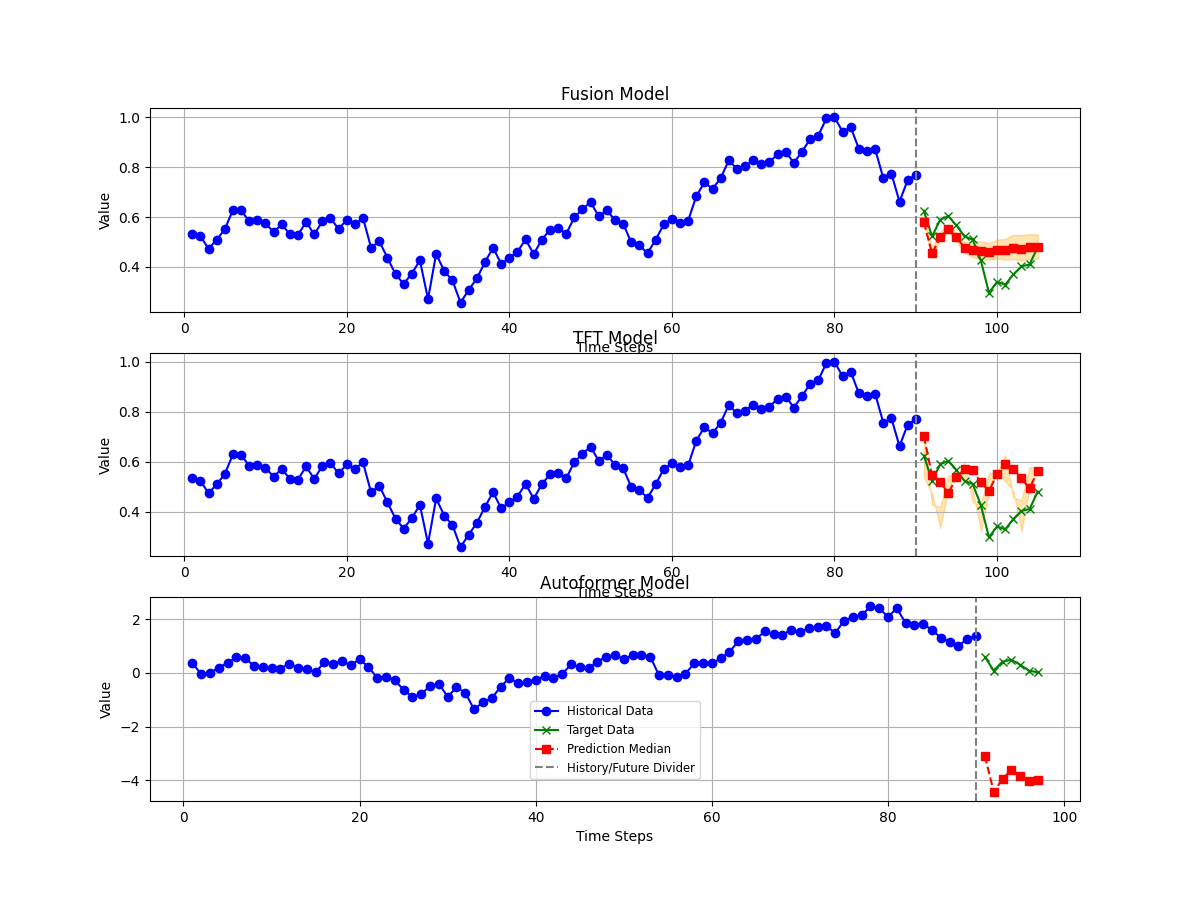 Fusion Model
1.0
0.8
0.6
0.4
Value
0 20 40 60 80 100
Time Steps
TFT Model
1.0
0.8
0.6
0.4
Value
0 20 40 60 80 100
Time Steps
Autoformer Model
2
0
−2
−4
Value
Historical Data
Target Data
Prediction Median
History/Future Divider
0 20 40 60 80 100
Time Steps